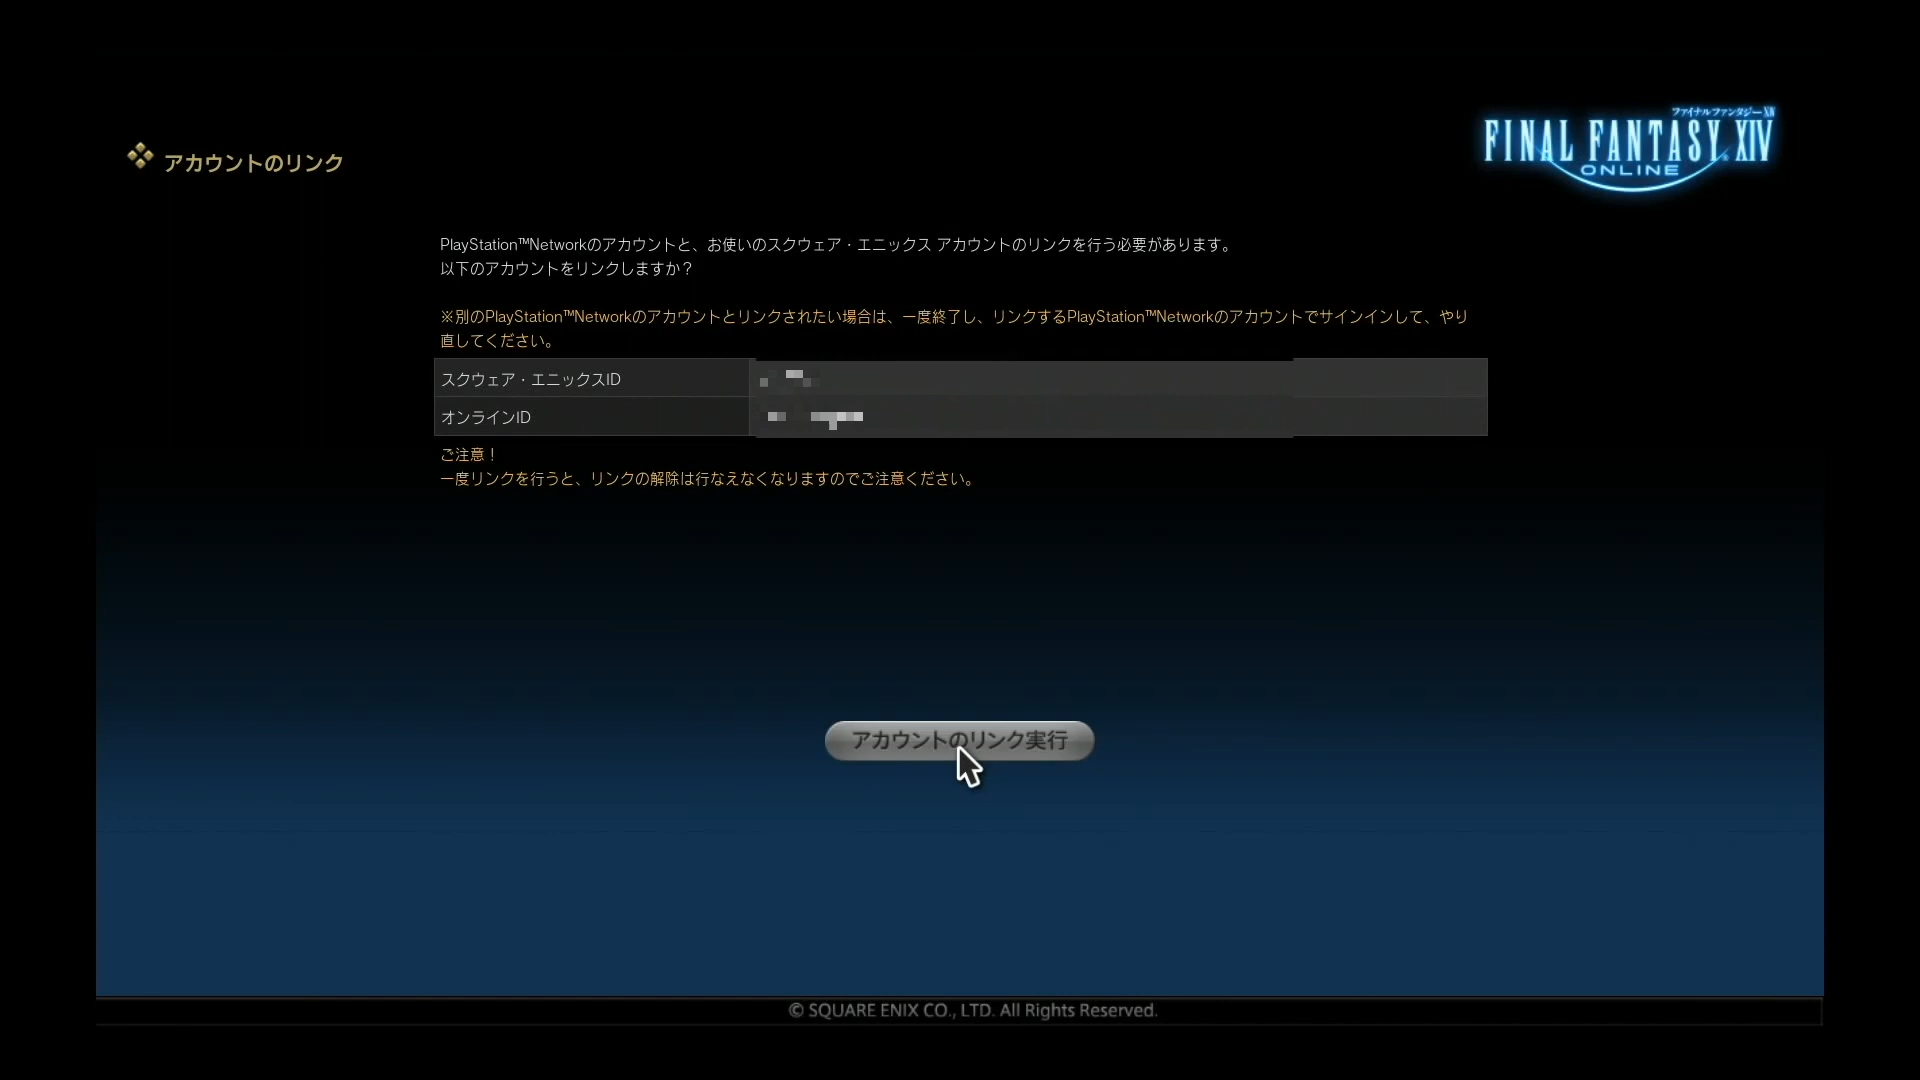 ファイナルファンタジーXIV
FINAL FANTASY XIV
ONLINE
アカウントのリンク
PlayStation™Networkのアカウントと、お使いのスクウェア・エニックス アカウントのリンクを行う必要があります。
以下のアカウントをリンクしますか？
※別のPlayStation™Networkのアカウントとリンクされたい場合は、一度終了し、リンクするPlayStation™Networkのアカウントでサインインして、やり
直してください。
スクウェア・エニックスID
オンラインID
ご注意！
一度リンクを行うと、リンクの解除は行なえなくなりますのでご注意ください。
アカウントのリンク実行
© SQUARE ENIX CO., LTD. All Rights Reserved.